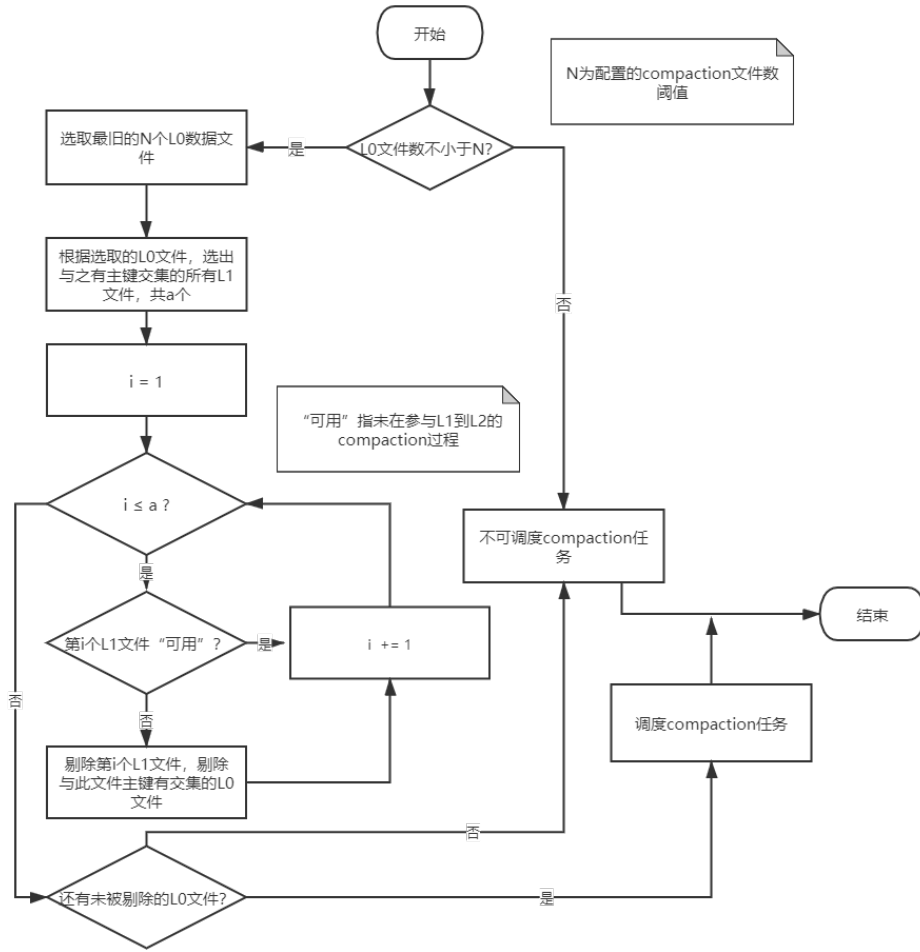 开始
N为配置的compaction文件数
阈值
选取最旧的N个L0数据文
件
是
L0文件数不小于N?
根据选取的L0文件，选出
与之有主键交集的所有L1
文件，共a个
否
i = 1
“可用”指未在参与L1到L2的
compaction过程
i ≤ a ?
不可调度compaction任
务
是
结束
第i个L1文件“可用”?
是
i += 1
否
否
调度compaction任务
剔除第i个L1文件，剔除
与此文件主键有交集的L0
文件
否
还有未被剔除的L0文件?
是